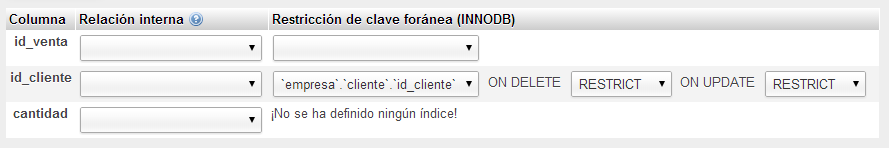 Columna Relación interna Restricción de clave foránea (INNODB)
id_venta
id_cliente `empresa`.`cliente`.`id_cliente` ON DELETE RESTRICT ON UPDATE RESTRICT
cantidad ¡No se ha definido ningún índice!